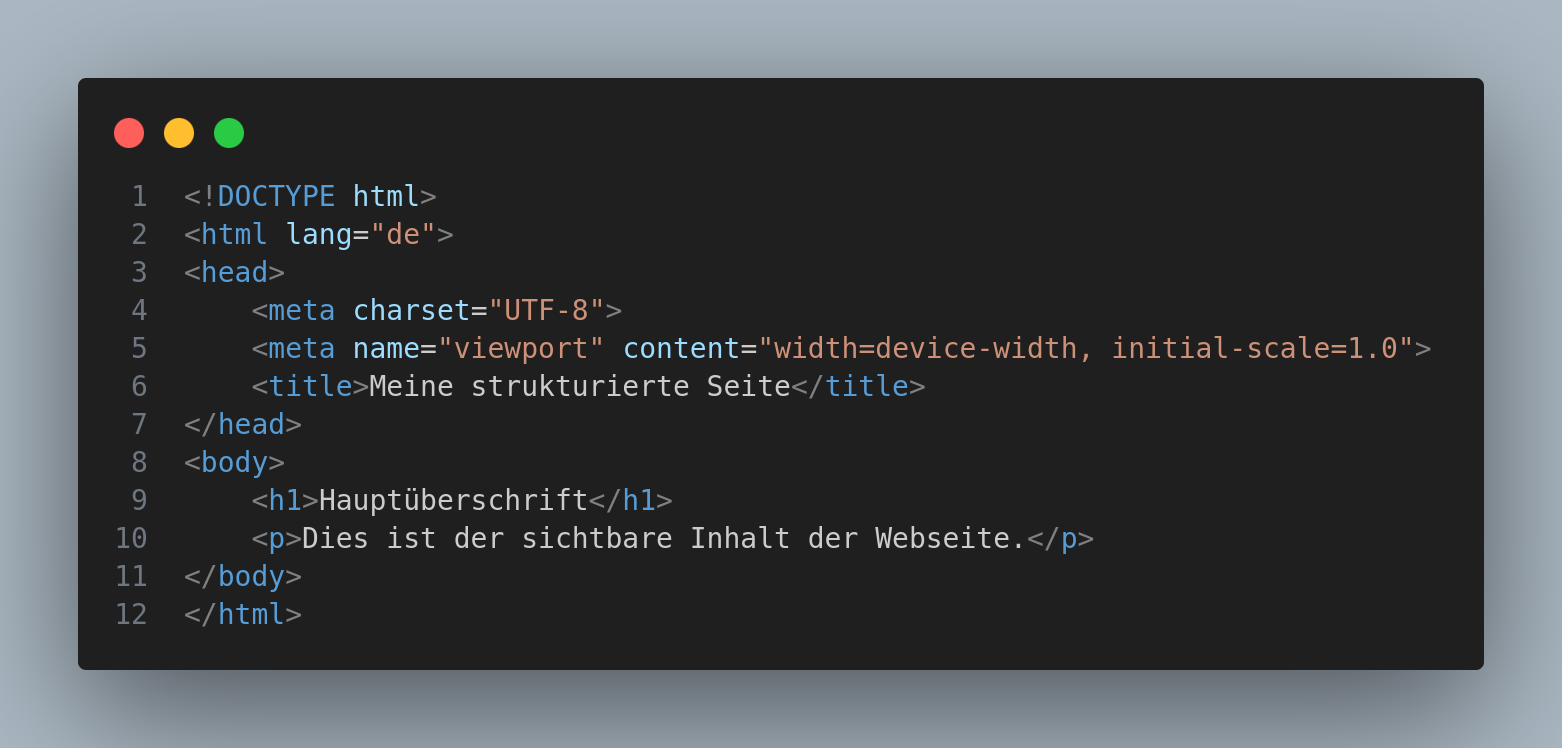 1 <!DOCTYPE html>
2 <html lang="de">
3 <head>
4     <meta charset="UTF-8">
5     <meta name="viewport" content="width=device-width, initial-scale=1.0">
6     <title>Meine strukturierte Seite</title>
7 </head>
8 <body>
9     <h1>Hauptüberschrift</h1>
10     <p>Dies ist der sichtbare Inhalt der Webseite.</p>
11 </body>
12 </html>